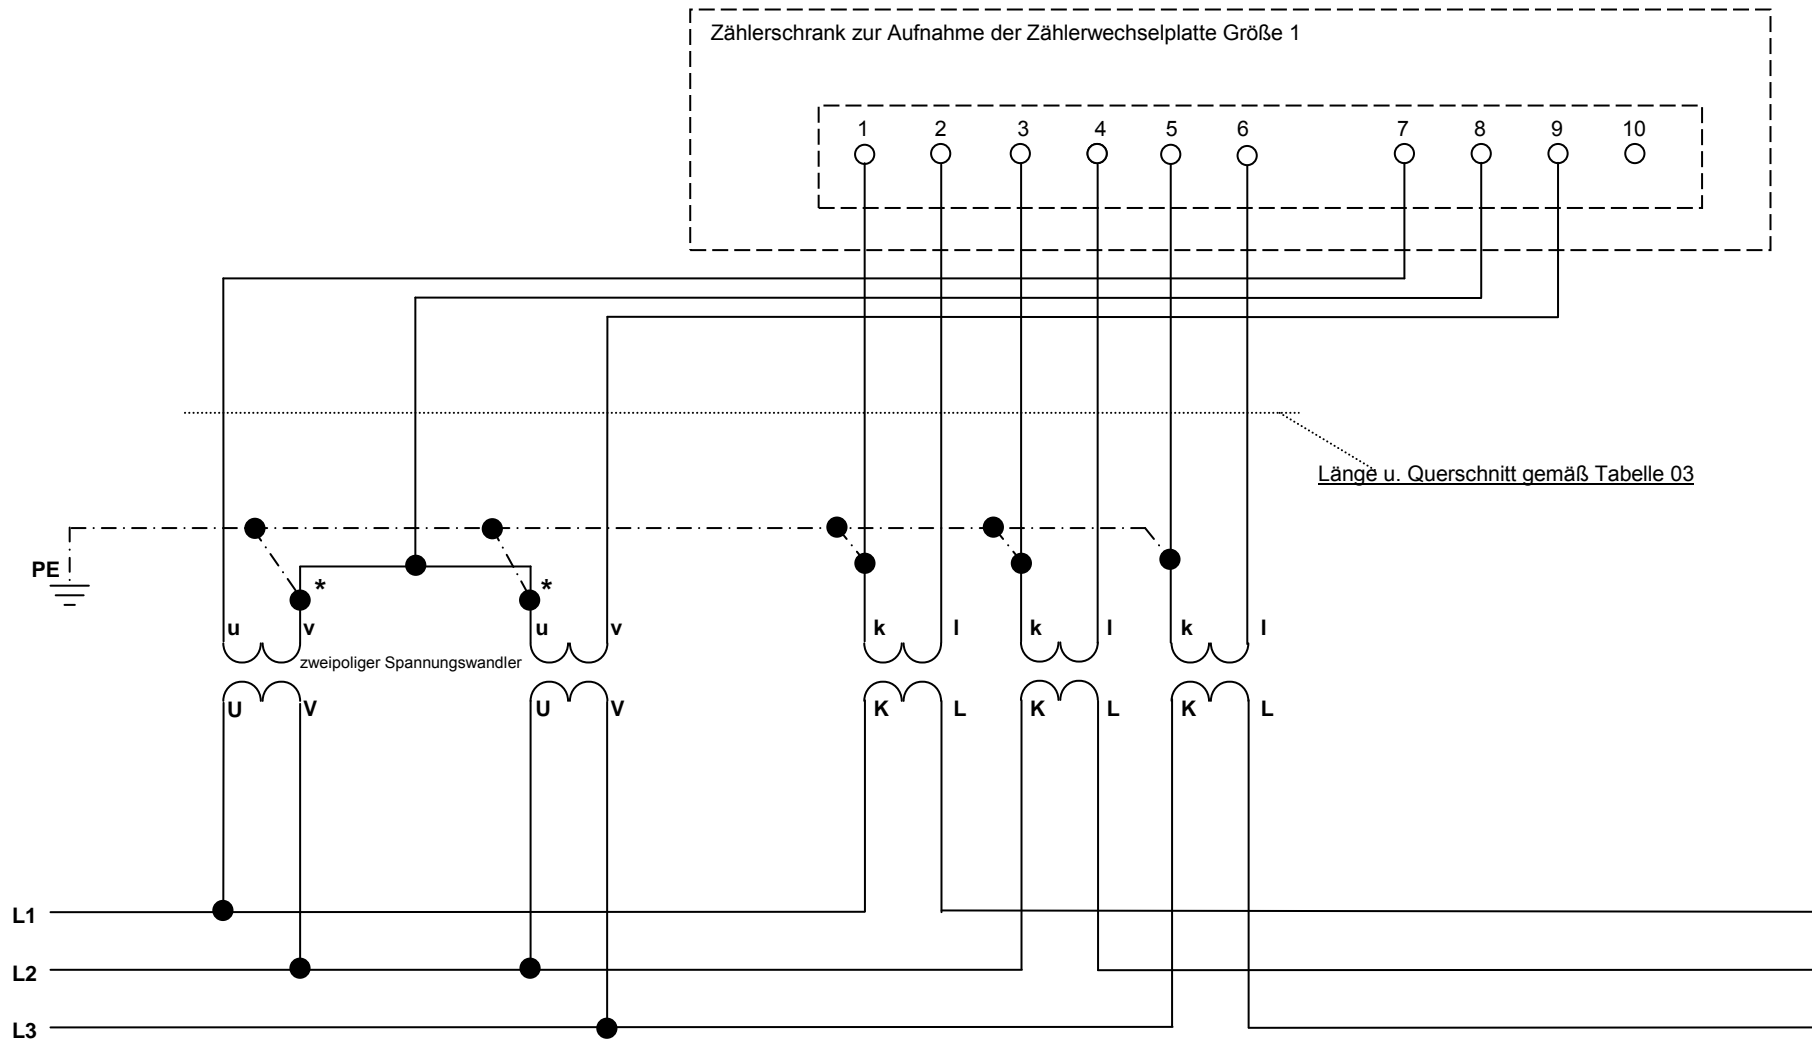 Zählerschrank zur Aufnahme der Zählerwechselplatte Größe 1
1 2 3 4 5 6 7 8 9 10
Länge u. Querschnitt gemäß Tabelle 03
PE
* *
u v u v k l k l k l
zweipoliger Spannungswandler
U V U V K L K L K L
L1
L2
L3